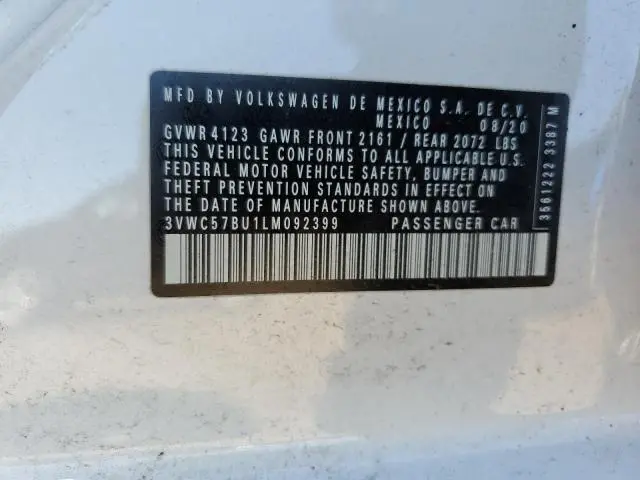 MFD BY VOLKSWAGEN DE MEXICO S.A. DE C.V.
MEXICO 08/20
GVWR 4123 GAWR FRONT 2161 / REAR 2072 LBS
THIS VEHICLE CONFORMS TO ALL APPLICABLE U.S.
FEDERAL MOTOR VEHICLE SAFETY, BUMPER AND
THEFT PREVENTION STANDARDS IN EFFECT ON
THE DATE OF MANUFACTURE SHOWN ABOVE.
3VWC57BU1LM092399 PASSENGER CAR
3561222 3387 M